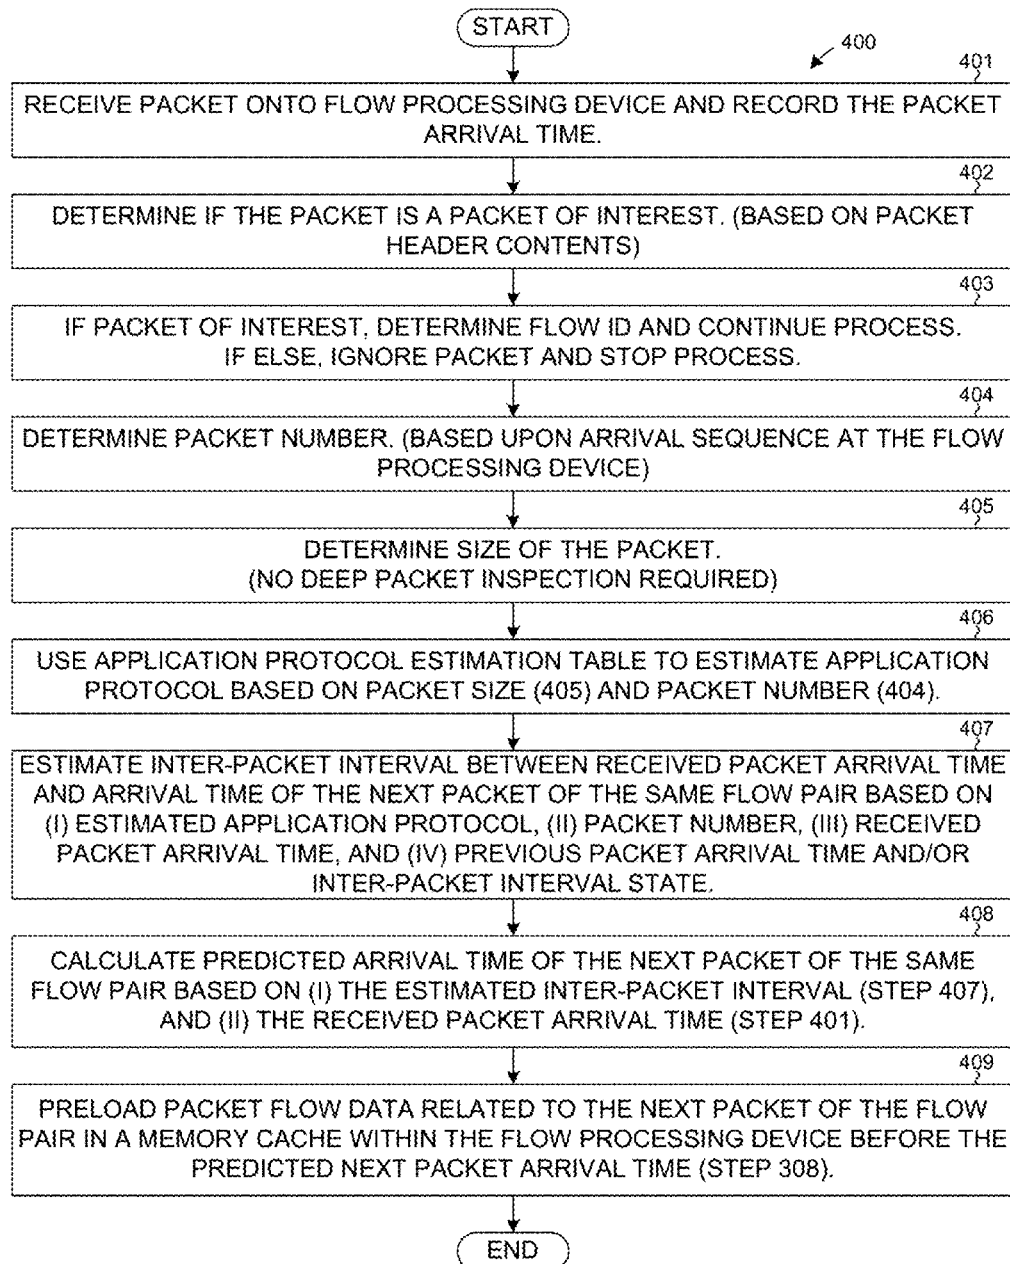 START
400
401
RECEIVE PACKET ONTO FLOW PROCESSING DEVICE AND RECORD THE PACKET
ARRIVAL TIME.
402
DETERMINE IF THE PACKET IS A PACKET OF INTEREST. (BASED ON PACKET
HEADER CONTENTS)
403
IF PACKET OF INTEREST, DETERMINE FLOW ID AND CONTINUE PROCESS.
IF ELSE, IGNORE PACKET AND STOP PROCESS.
404
DETERMINE PACKET NUMBER. (BASED UPON ARRIVAL SEQUENCE AT THE FLOW
PROCESSING DEVICE)
405
DETERMINE SIZE OF THE PACKET.
(NO DEEP PACKET INSPECTION REQUIRED)
406
USE APPLICATION PROTOCOL ESTIMATION TABLE TO ESTIMATE APPLICATION
PROTOCOL BASED ON PACKET SIZE (405) AND PACKET NUMBER (404).
407
ESTIMATE INTER-PACKET INTERVAL BETWEEN RECEIVED PACKET ARRIVAL TIME
AND ARRIVAL TIME OF THE NEXT PACKET OF THE SAME FLOW PAIR BASED ON
(I) ESTIMATED APPLICATION PROTOCOL, (II) PACKET NUMBER, (III) RECEIVED
PACKET ARRIVAL TIME, AND (IV) PREVIOUS PACKET ARRIVAL TIME AND/OR
INTER-PACKET INTERVAL STATE.
408
CALCULATE PREDICTED ARRIVAL TIME OF THE NEXT PACKET OF THE SAME
FLOW PAIR BASED ON (I) THE ESTIMATED INTER-PACKET INTERVAL (STEP 407),
AND (II) THE RECEIVED PACKET ARRIVAL TIME (STEP 401).
409
PRELOAD PACKET FLOW DATA RELATED TO THE NEXT PACKET OF THE FLOW
PAIR IN A MEMORY CACHE WITHIN THE FLOW PROCESSING DEVICE BEFORE THE
PREDICTED NEXT PACKET ARRIVAL TIME (STEP 308).
END